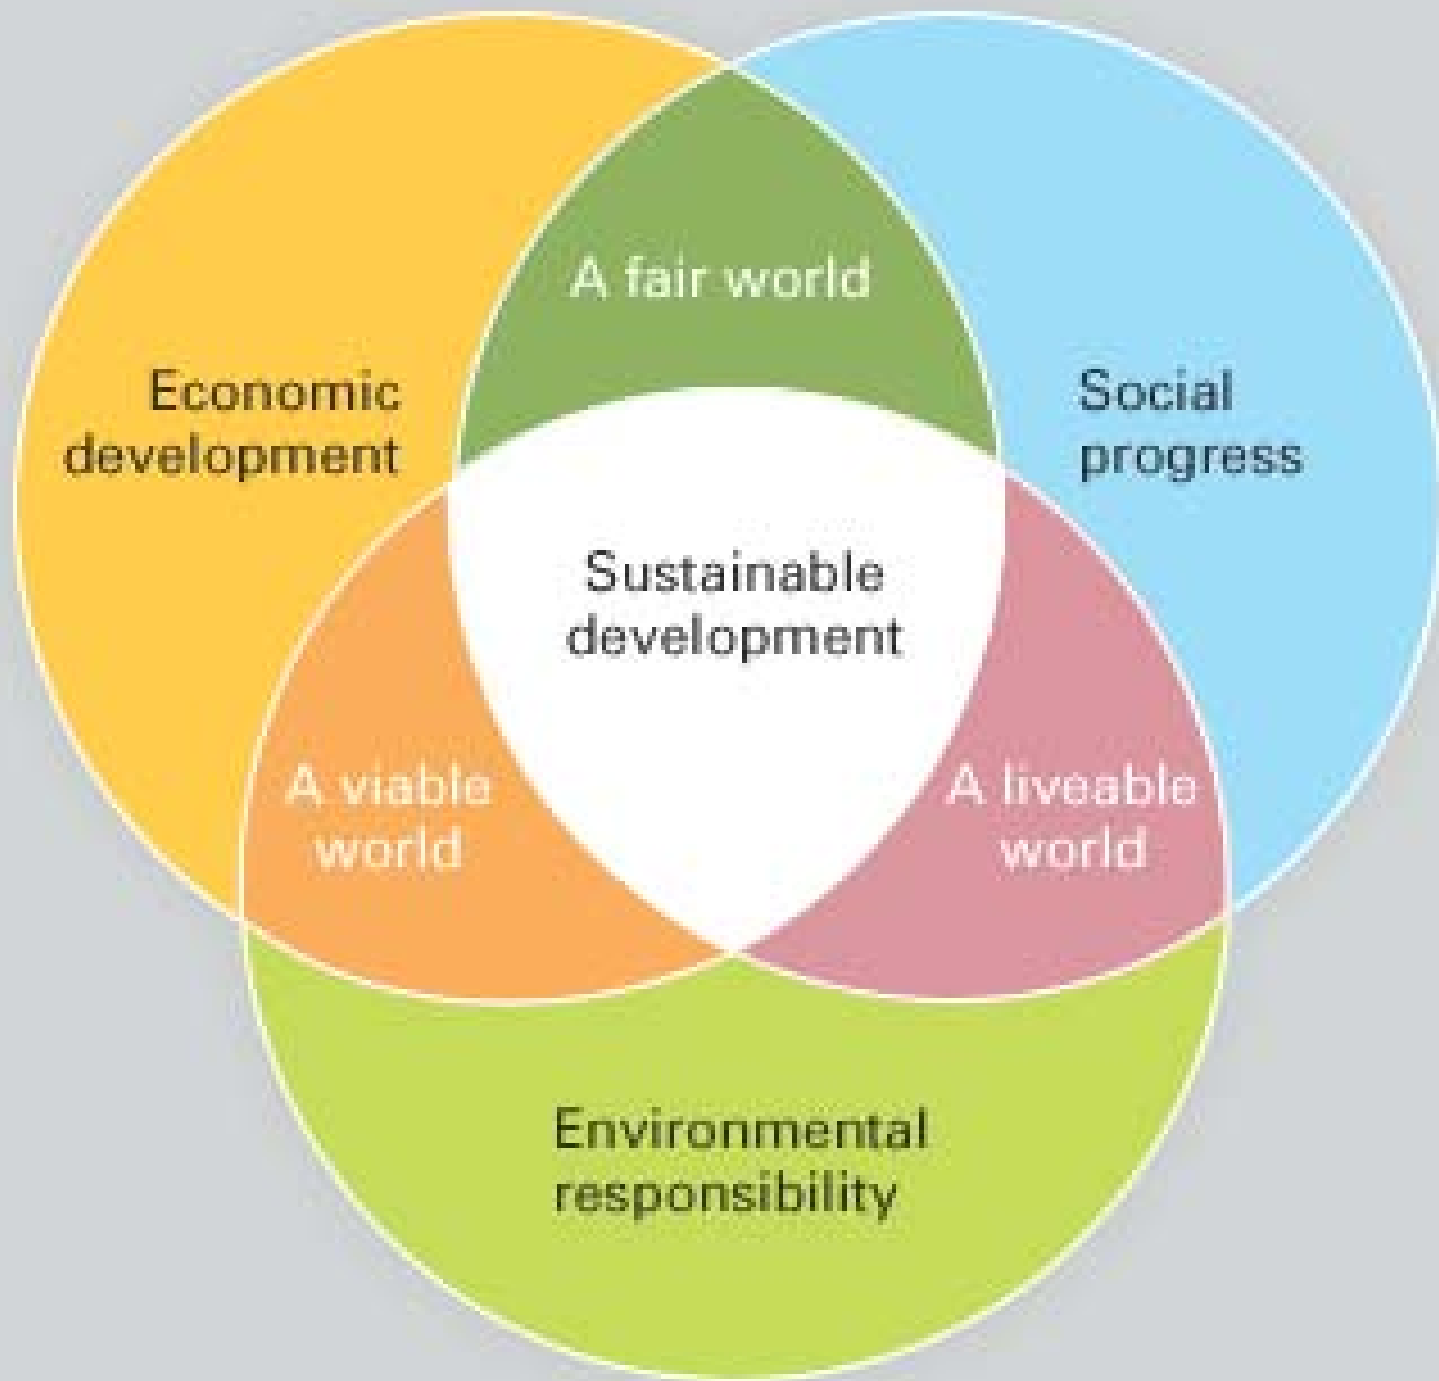 A fair world
Economic
development
Social
progress
Sustainable
development
A viable
world
A liveable
world
Environmental
responsibility